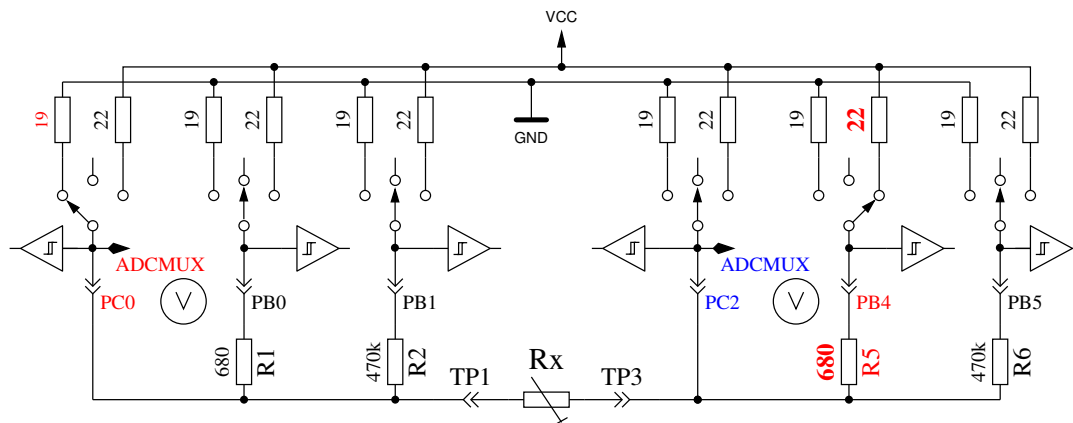 VCC
19
22
19
22
19
22
GND
19
22
19
22
19
22
ADCMUX
ADCMUX
V
V
PC0
PB0
PB1
PC2
PB4
PB5
680
R1
470k
R2
TP1
Rx
TP3
680
R5
470k
R6